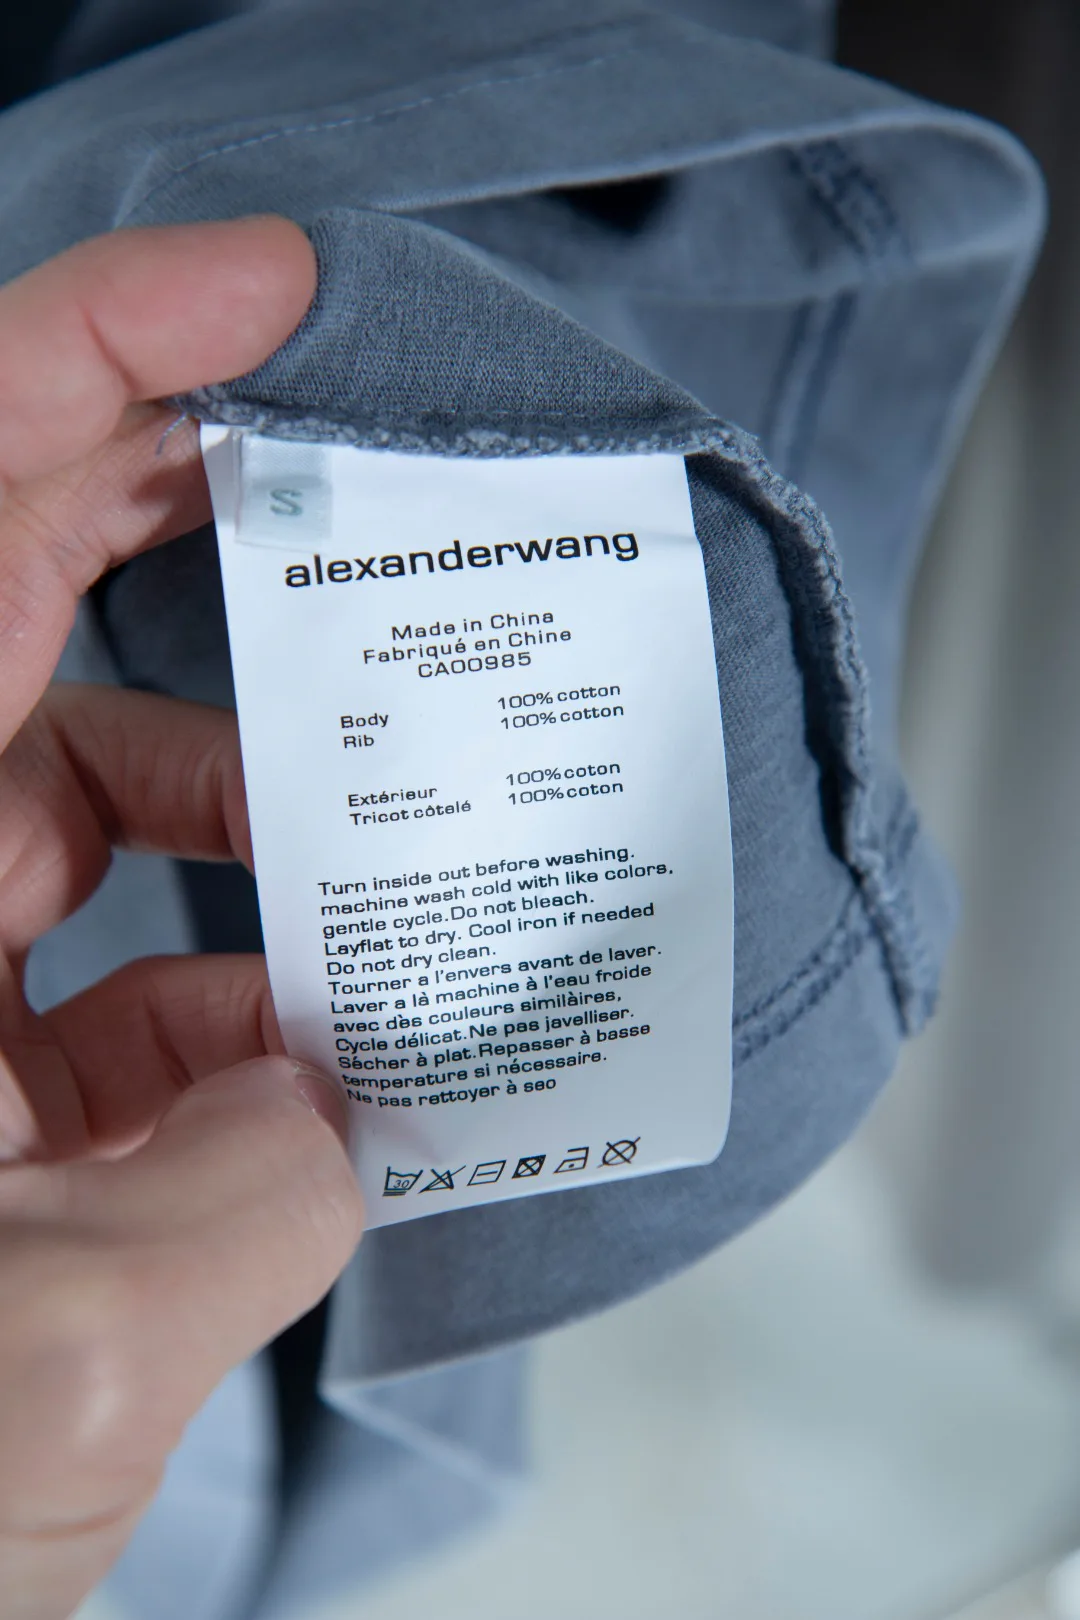 S
alexanderwang
Made in China
Fabriqué en Chine
CA00985
Body 100% cotton
Rib 100% cotton
Extérieur 100%coton
Tricot côtelé 100%coton
Turn inside out before washing.
machine wash cold with like colors,
gentle cycle.Do not bleach.
Layflat to dry. Cool iron if needed
Do not dry clean.
Tourner a l'envers avant de laver.
Laver a là machine à l'eau froide
avec dès couleurs similàires,
Cycle délicat.Ne pas javelliser.
Sécher à plat.Repasser à basse
temperature si nécessaire.
Ne pas rettoyer à seo
30